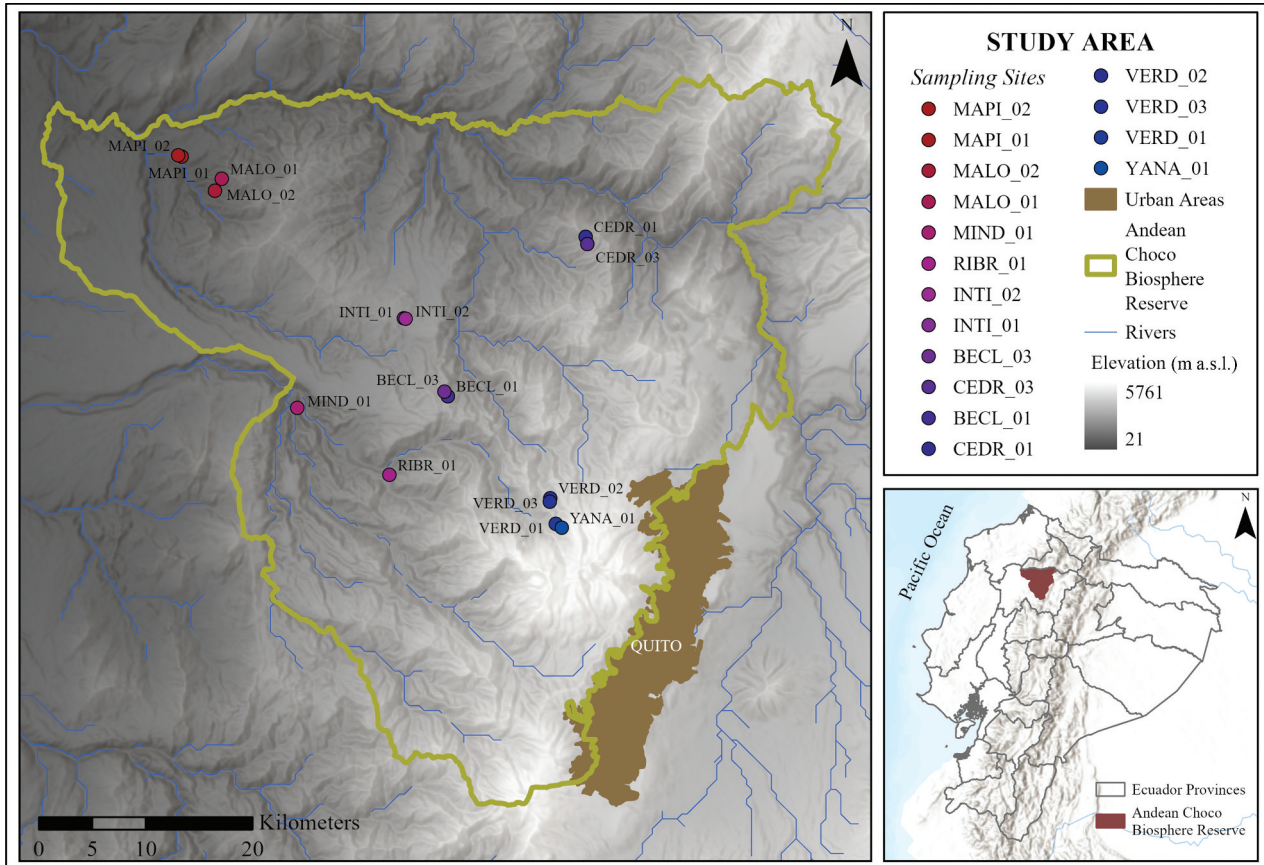 N
MAPI_02
MAPI_01
MALO_01
MALO_02
CEDR_01
CEDR_03
INTI_01
INTI_02
BECL_03
BECL_01
MIND_01
RIBR_01
VERD_02
VERD_03
VERD_01
YANA_01
QUITO
Kilometers
0 5 10 20
STUDY AREA
Sampling Sites
MAPI_02
MAPI_01
MALO_02
MALO_01
MIND_01
RIBR_01
INTI_02
INTI_01
BECL_03
CEDR_03
BECL_01
CEDR_01
VERD_02
VERD_03
VERD_01
YANA_01
Urban Areas
Andean
Choco
Biosphere
Reserve
Rivers
Elevation (m a.s.l.)
5761
21
N
Pacific Ocean
Ecuador Provinces
Andean Choco
Biosphere Reserve